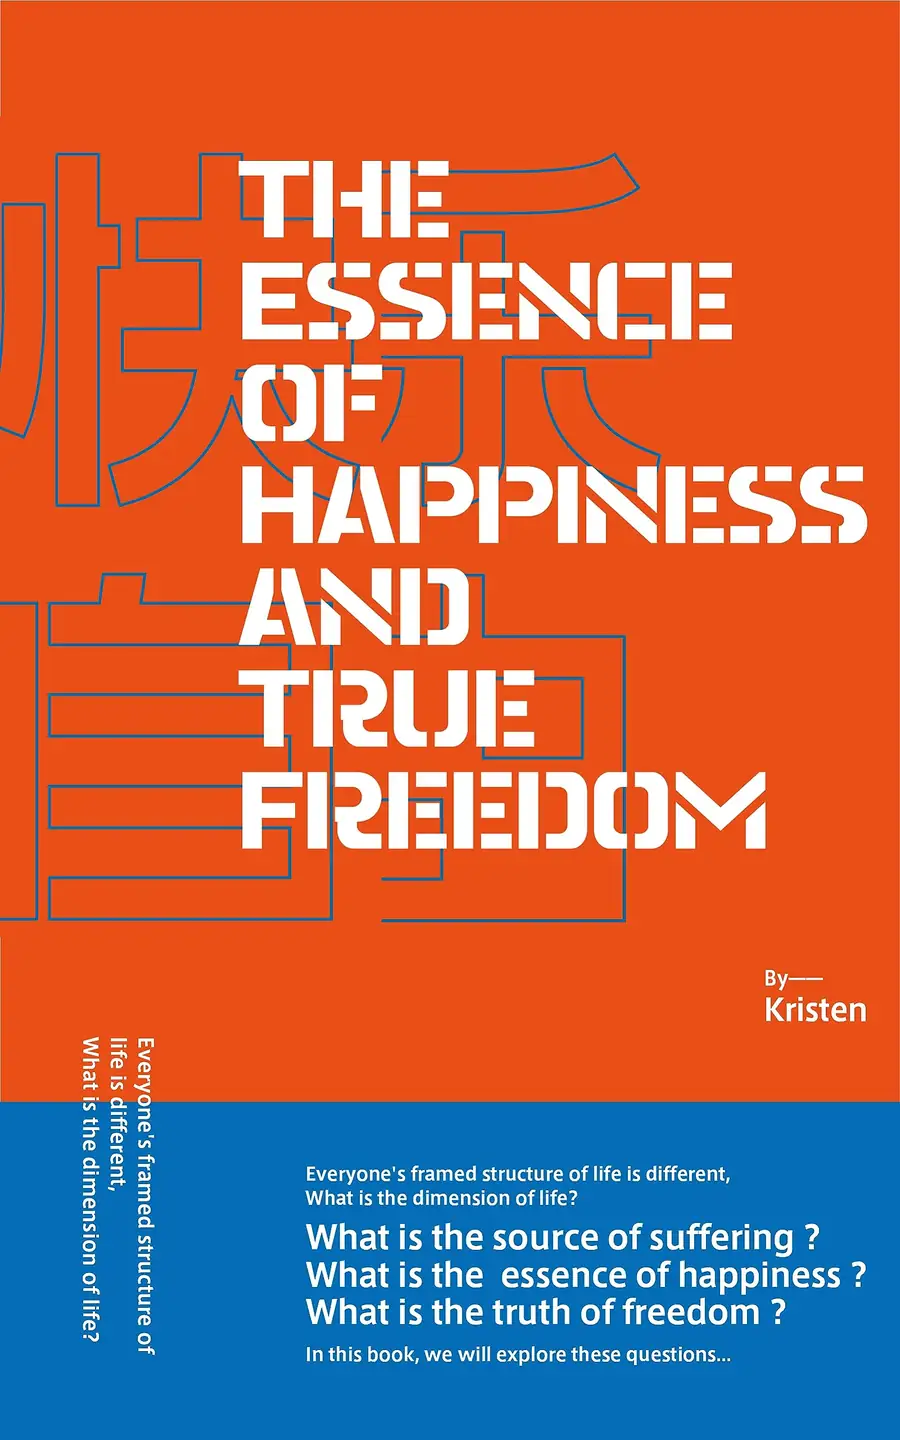 快乐
THE
ESSENCE
OF
HAPPINESS
AND
TRUE
FREEDOM
By——
Kristen
Everyone's framed structure of
life is different,
What is the dimension of life?
Everyone's framed structure of life is different,
What is the dimension of life?
What is the source of suffering ?
What is the  essence of happiness ?
What is the truth of freedom ?
In this book, we will explore these questions...